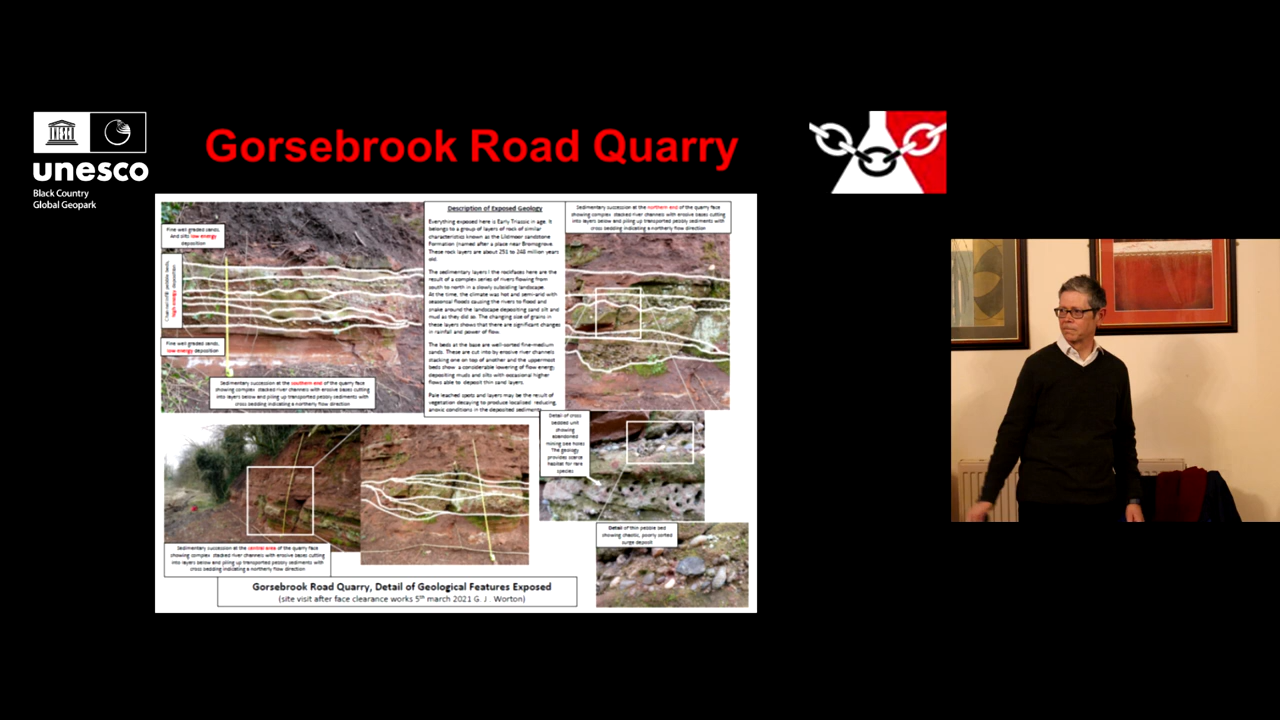 unesco
Black Country
Global Geopark
Gorsebrook Road Quarry
Fine well graded sands,
And silts low energy
deposition
high energy deposition
Fine well graded sands,
low energy deposition
Sedimentary succession at the southern end of the quarry face
showing complex stacked river channels with erosive bases cutting
into layers below and piling up transported pebbly sediments with
cross bedding indicating a northerly flow direction
Description of Exposed Geology
Everything exposed here is Early Triassic in age. It
belongs to a group of layers of rock of similar
characteristics known as the sandstone
Formation (named after a place near Bromsgrove.
These rock layers are about 251 to 248 million years
old.
The sedimentary layers I the rockfaces here are the
result of a complex series of rivers flowing from
south to north in a slowly subsiding landscape.
At the time, the climate was hot and semi-arid with
seasonal floods causing the rivers to flood and
snake around the landscape depositing sand silt and
mud as they did so. The changing size of grains in
these layers shows that there are significant changes
in rainfall and power of flow.
The beds at the base are well-sorted fine-medium
sands. These are cut into by erosive river channels
stacking one on top of another and the uppermost
beds show a considerable lowering of flow energy
depositing muds and silts with occasional higher
flows able to deposit thin sand layers.
Pale leached spots and layers may be the result of
vegetation decaying to produce localised reducing,
anoxic conditions in the deposited sediments
Sedimentary succession at the northern end of the quarry face
showing complex stacked river channels with erosive bases cutting
into layers below and piling up transported pebbly sediments with
cross bedding indicating a northerly flow direction
Detail of cross
bedded unit
showing
abandoned
mining bee holes
The geology
provides scarce
habitat for rare
species
Detail of thin pebble bed
showing chaotic, poorly sorted
surge deposit
Sedimentary succession at the central area of the quarry face
showing complex stacked river channels with erosive bases cutting
into layers below and piling up transported pebbly sediments with
cross bedding indicating a northerly flow direction
Gorsebrook Road Quarry, Detail of Geological Features Exposed
(site visit after face clearance works 5th march 2021 G. J. Worton)